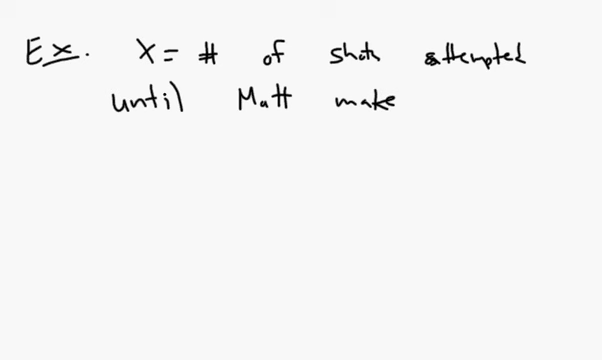 Ex. X = # of shots attempted
until Matt make